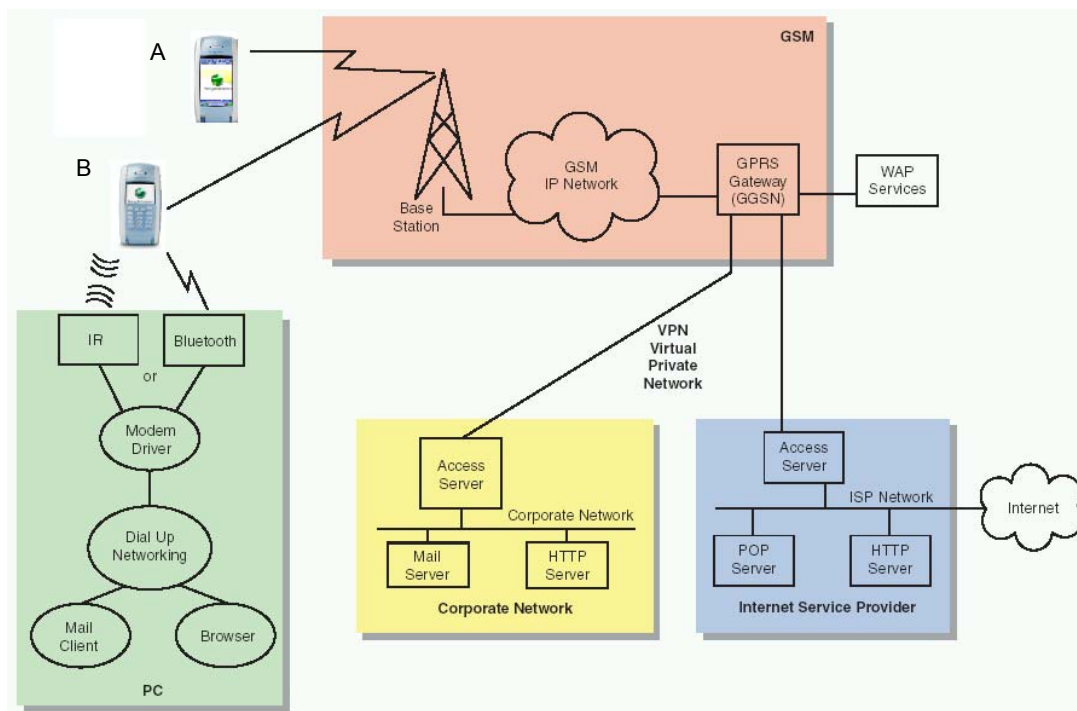 A
GSM
B
GSM
IP Network
GPRS
Gateway
(GGSN)
WAP
Services
Base
Station
IR
or
Bluetooth
Modem
Driver
Dial Up
Networking
Mail
Client
Browser
PC
VPN
Virtual
Private
Network
Access
Server
Corporate Network
Mail
Server
HTTP
Server
Corporate Network
Access
Server
ISP Network
POP
Server
HTTP
Server
Internet Service Provider
Internet